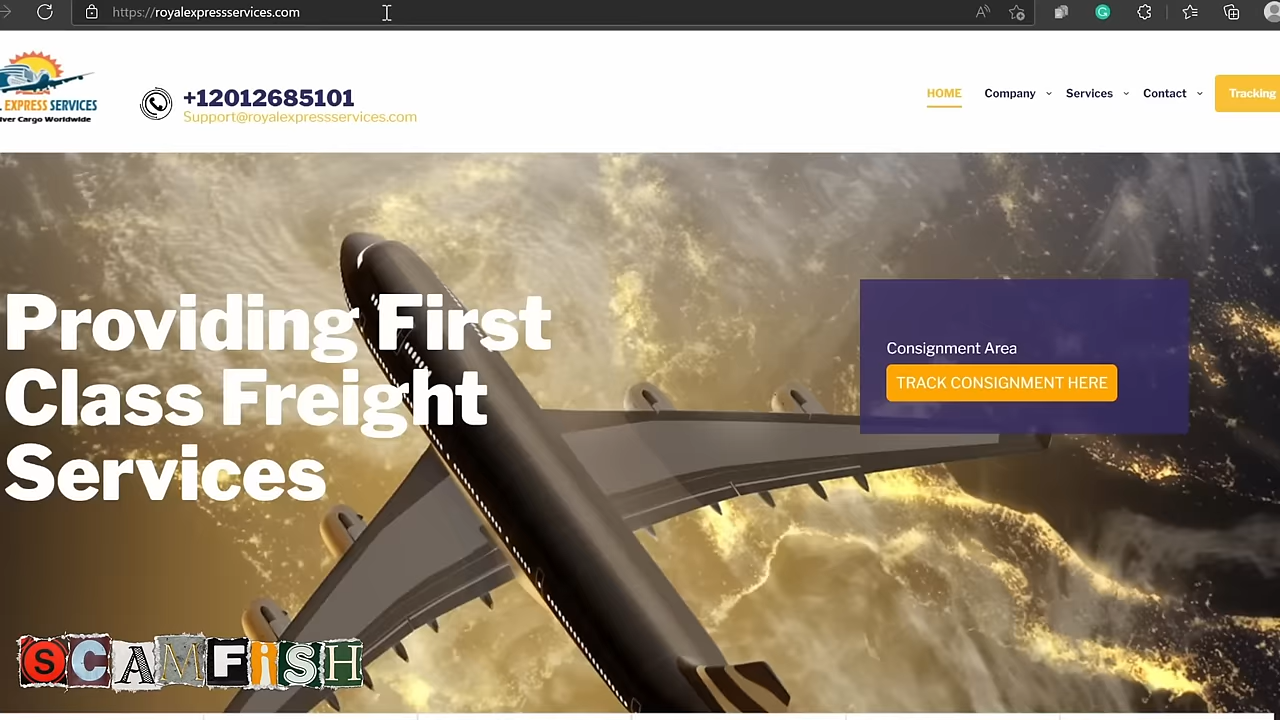 https://royalexpressservices.com
EXPRESS SERVICES
Cargo Worldwide
+12012685101
Support@royalexpressservices.com
HOME
Company
Services
Contact
Tracking
Providing First
Class Freight
Services
Consignment Area
TRACK CONSIGNMENT HERE
SCAMFiSH